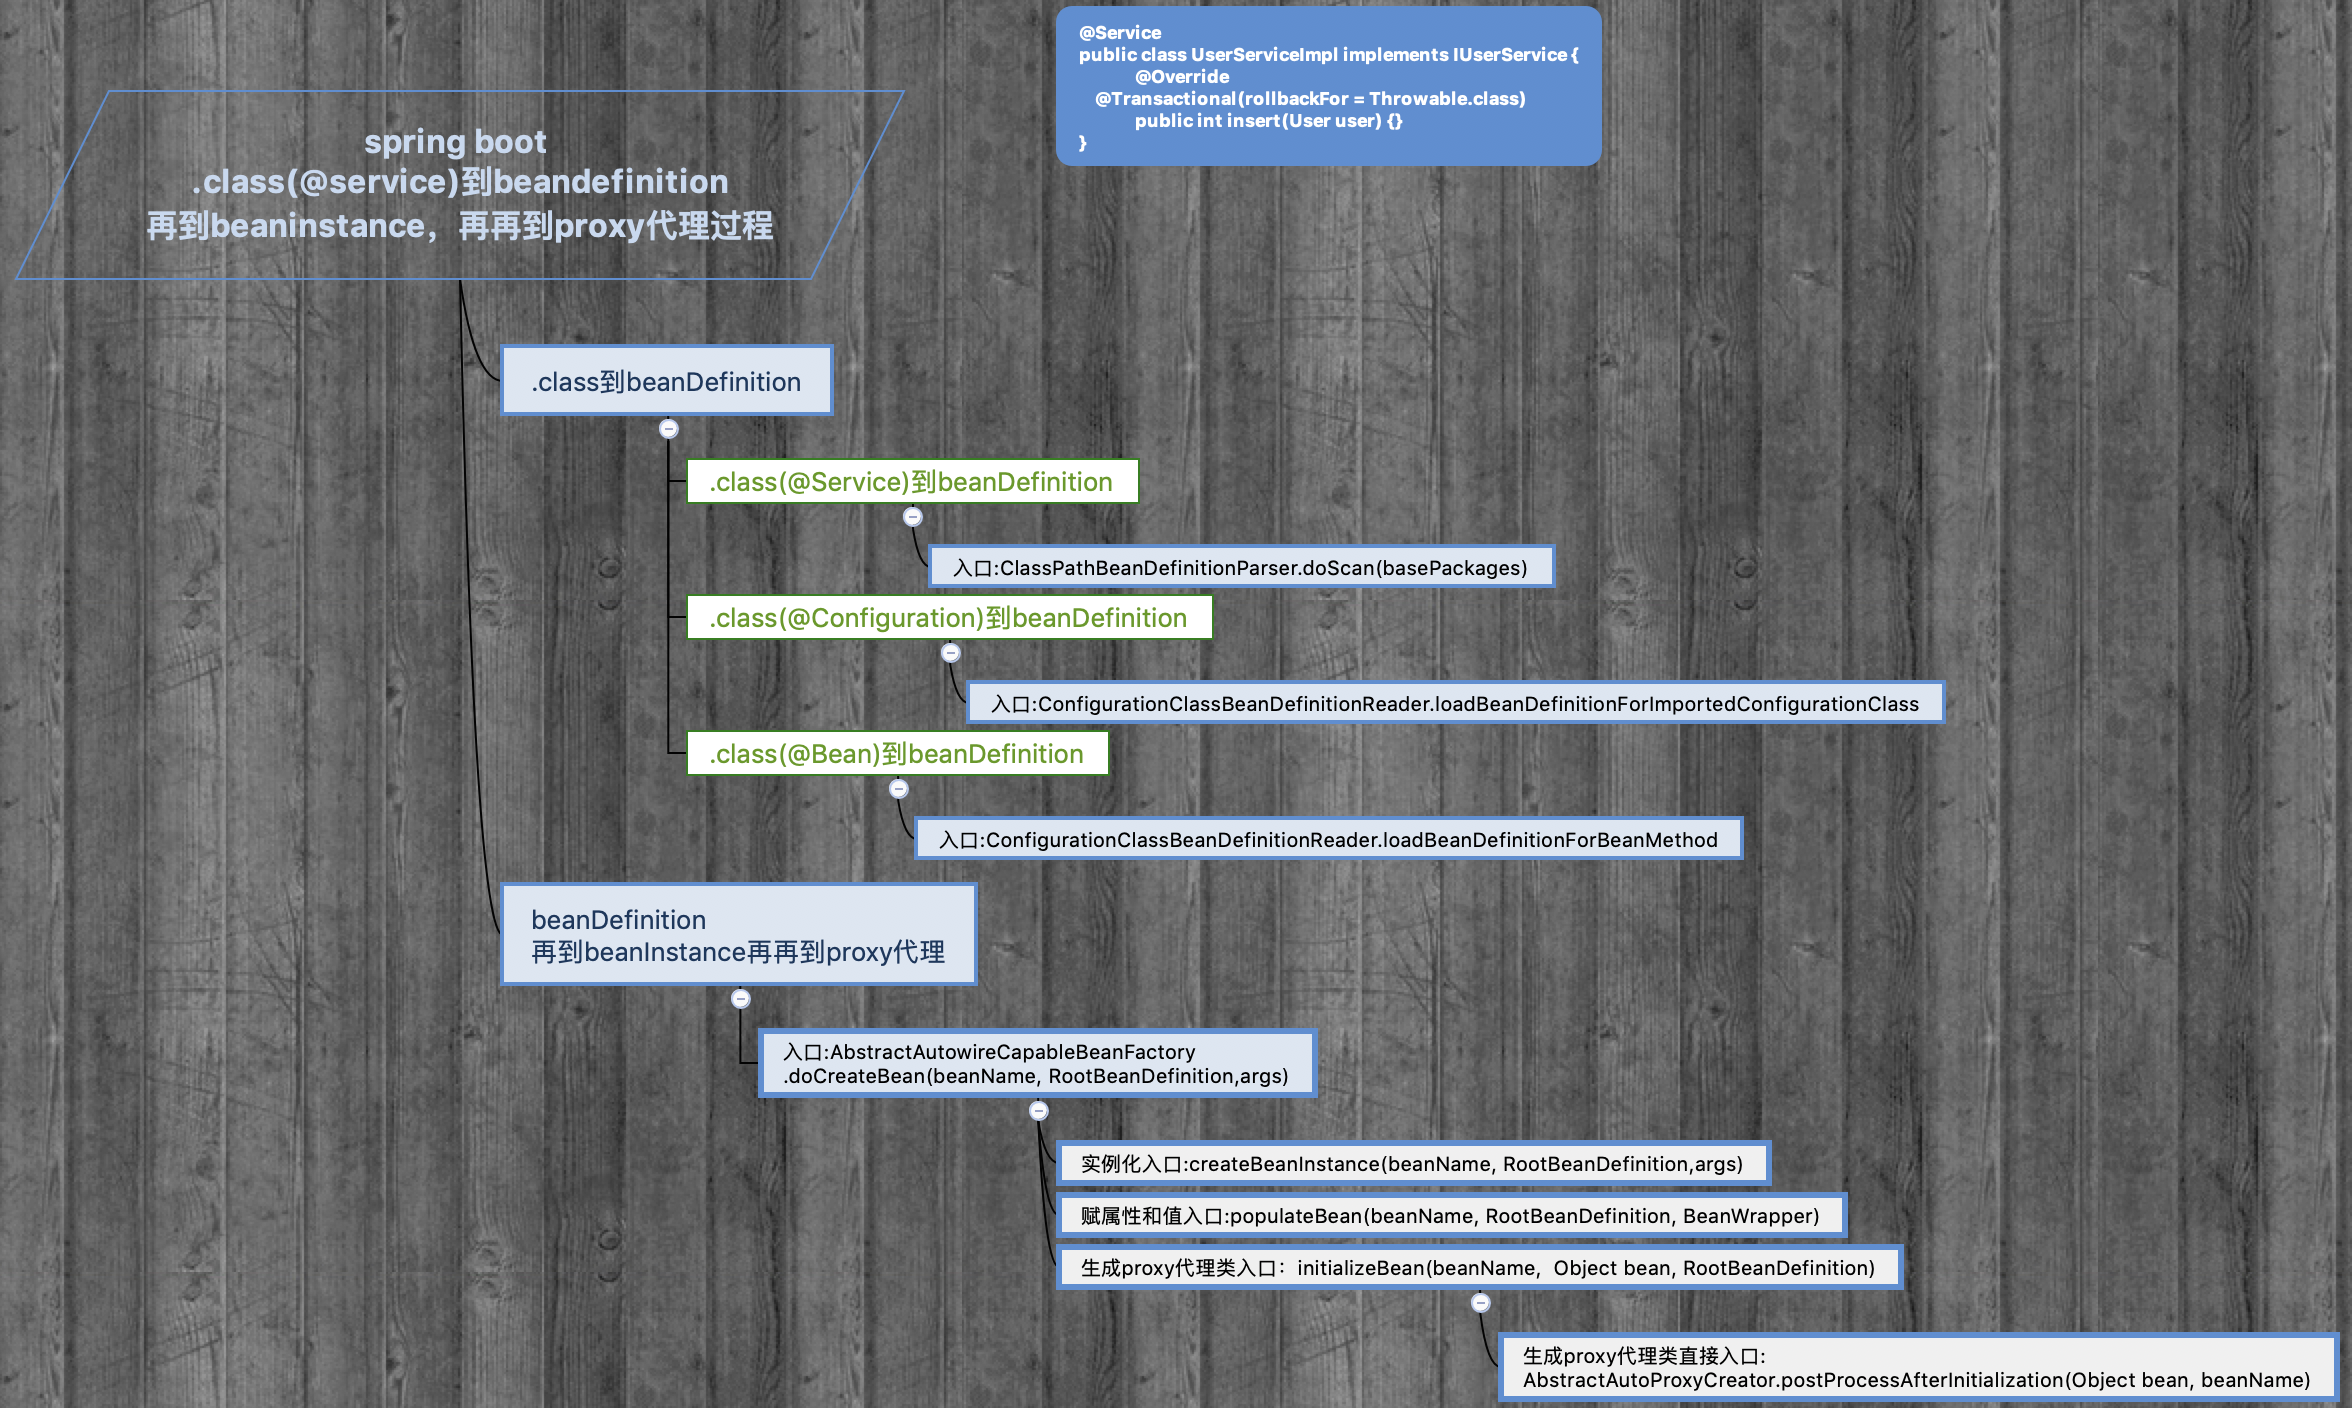 @Service
public class UserServiceImpl implements IUserService {
@Override
@Transactional(rollbackFor = Throwable.class)
public int insert(User user) {}
}
spring boot
.class(@service)到beandefinition
再到beaninstance，再再到proxy代理过程
.class到beanDefinition
.class(@Service)到beanDefinition
入口:ClassPathBeanDefinitionParser.doScan(basePackages)
.class(@Configuration)到beanDefinition
入口:ConfigurationClassBeanDefinitionReader.loadBeanDefinitionForImportedConfigurationClass
.class(@Bean)到beanDefinition
入口:ConfigurationClassBeanDefinitionReader.loadBeanDefinitionForBeanMethod
beanDefinition
再到beanInstance再再到proxy代理
入口:AbstractAutowireCapableBeanFactory
.doCreateBean(beanName, RootBeanDefinition,args)
实例化入口:createBeanInstance(beanName, RootBeanDefinition,args)
赋属性和值入口:populateBean(beanName, RootBeanDefinition, BeanWrapper)
生成proxy代理类入口：initializeBean(beanName,  Object bean, RootBeanDefinition)
生成proxy代理类直接入口:
AbstractAutoProxyCreator.postProcessAfterInitialization(Object bean, beanName)